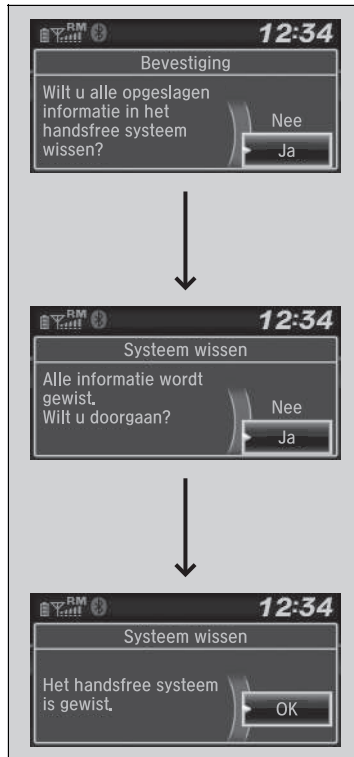 RM 12:34
Bevestiging
Wilt u alle opgeslagen
informatie in het
handsfree systeem
wissen?
Nee
Ja
RM 12:34
Systeem wissen
Alle informatie wordt
gewist.
Wilt u doorgaan?
Nee
Ja
RM 12:34
Systeem wissen
Het handsfree systeem
is gewist.
OK